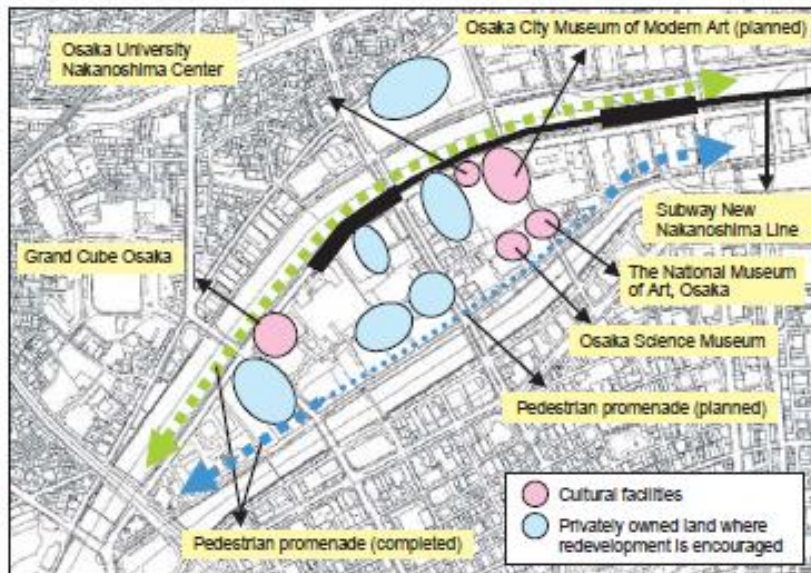 Osaka City Museum of Modern Art (planned)
Osaka University
Nakanoshima Center
Subway New
Nakanoshima Line
Grand Cube Osaka
The National Museum
of Art, Osaka
Osaka Science Museum
Pedestrian promenade (planned)
Pedestrian promenade (completed)
Cultural facilities
Privately owned land where
redevelopment is encouraged